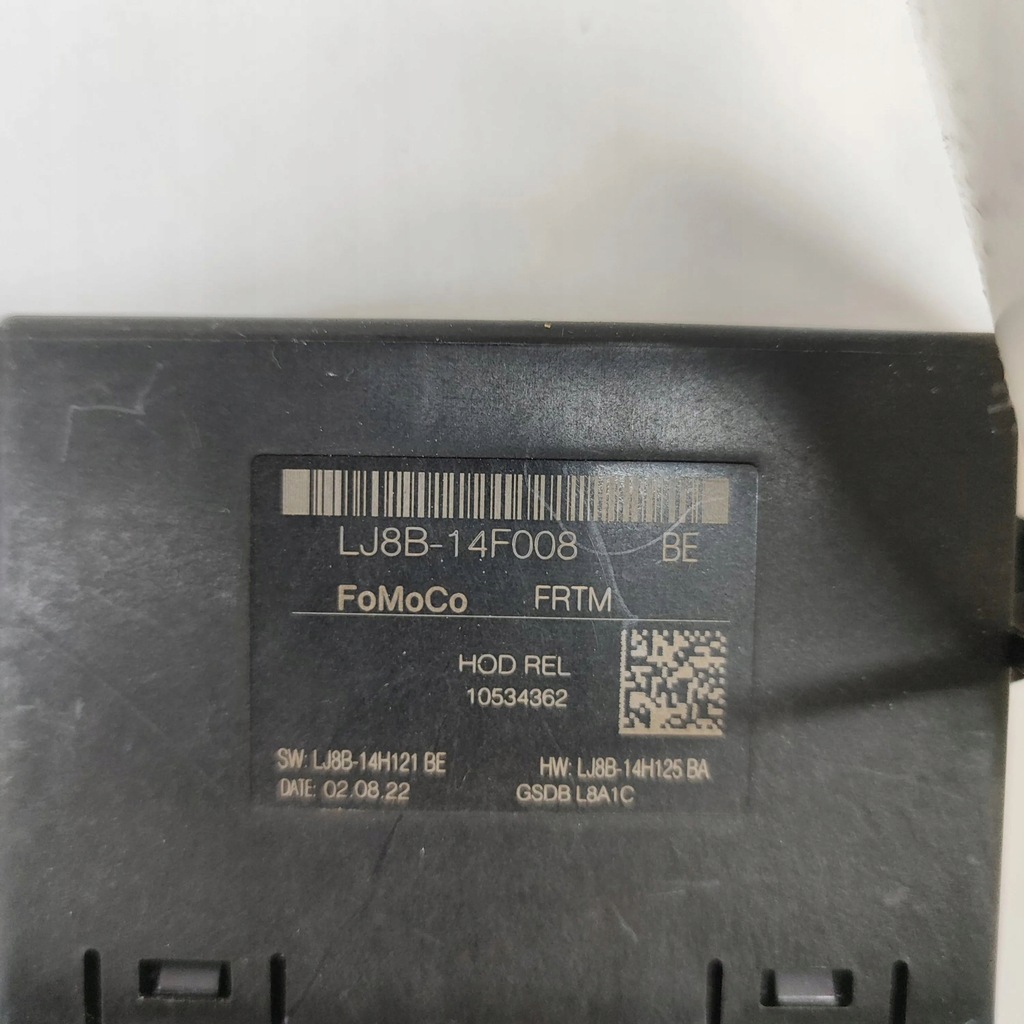 LJ8B-14F008 BE
FoMoCo FRTM
HOD REL
10534362
SW: LJ8B-14H121 BE HW: LJ8B-14H125 BA
DATE: 02.08.22 GSDB L8A1C